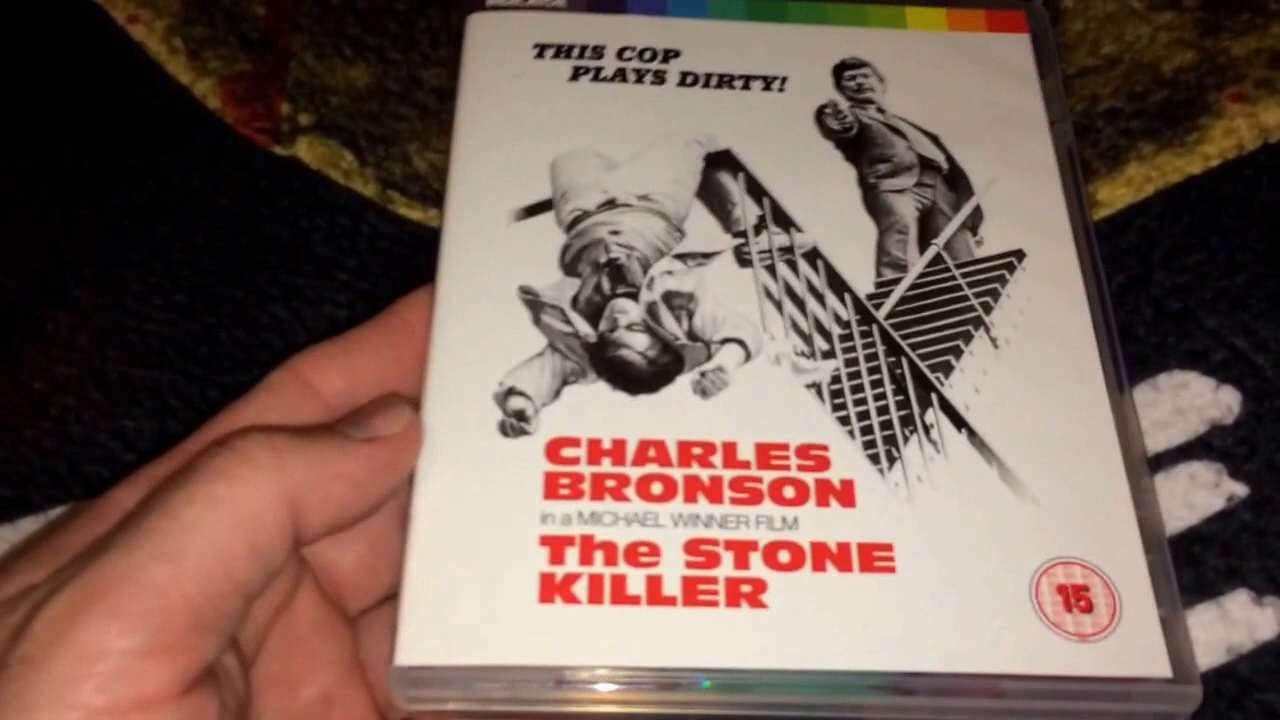 THIS COP
PLAYS DIRTY!
CHARLES
BRONSON
in a MICHAEL WINNER FILM
The STONE
KILLER
15